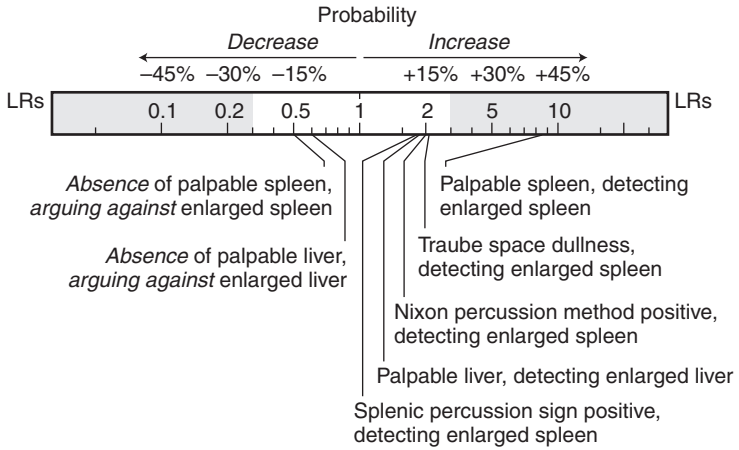 Probability
Decrease Increase
–45% –30% –15% +15% +30% +45%
LRs 0.1 0.2 0.5 1 2 5 10 LRs
Absence of palpable spleen,
arguing against enlarged spleen
Palpable spleen, detecting
enlarged spleen
Absence of palpable liver,
arguing against enlarged liver
Traube space dullness,
detecting enlarged spleen
Nixon percussion method positive,
detecting enlarged spleen
Palpable liver, detecting enlarged liver
Splenic percussion sign positive,
detecting enlarged spleen